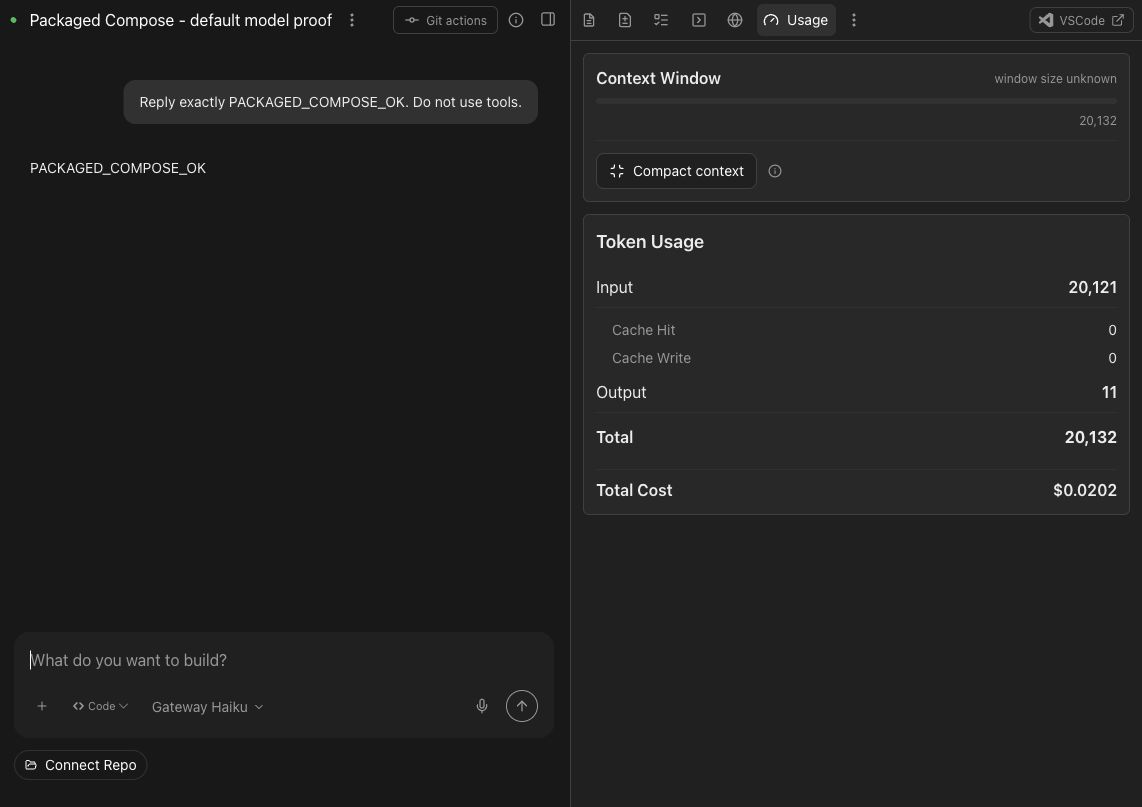 Packaged Compose - default model proof
Git actions
Usage
VSCode
Reply exactly PACKAGED_COMPOSE_OK. Do not use tools.
PACKAGED_COMPOSE_OK
What do you want to build?
Code
Gateway Haiku
Connect Repo
Context Window
window size unknown
20,132
Compact context
Token Usage
Input 20,121
Cache Hit 0
Cache Write 0
Output 11
Total 20,132
Total Cost $0.0202